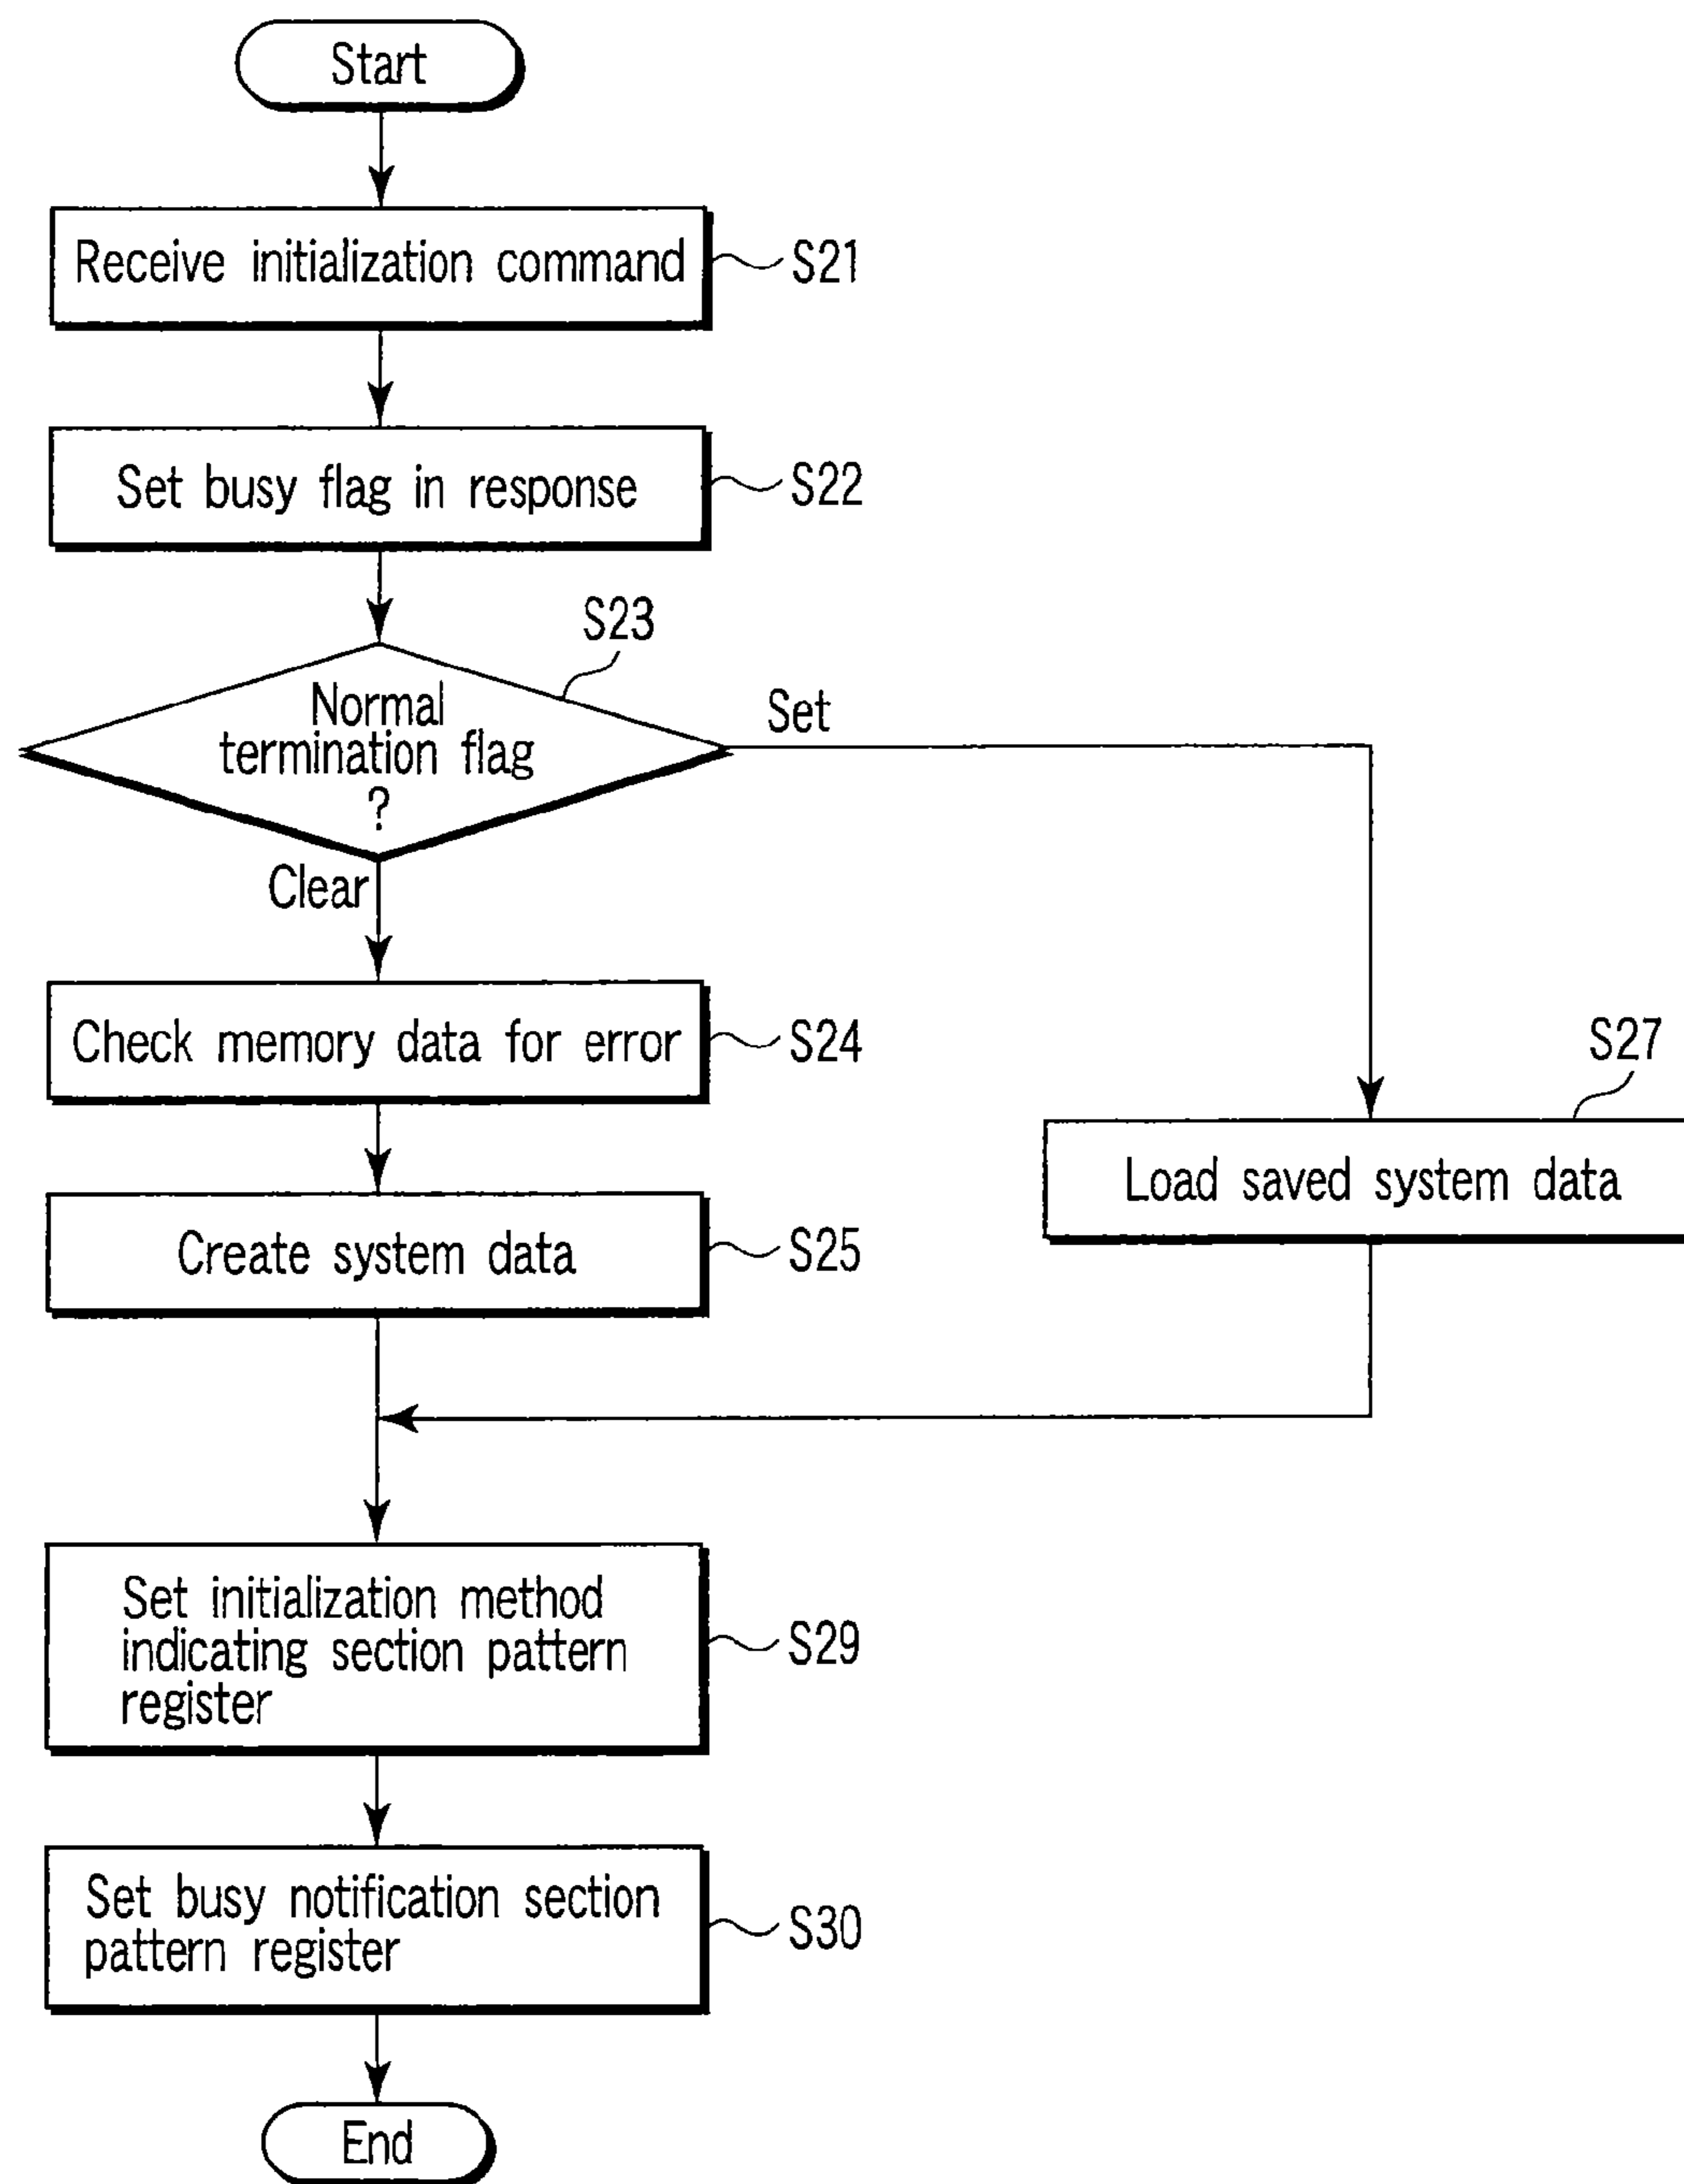 Start
Receive initialization command
S21
Set busy flag in response
S22
S23
Normal
termination flag
?
Set
Clear
Check memory data for error
S24
S27
Load saved system data
Create system data
S25
Set initialization method
indicating section pattern
register
S29
Set busy notification section
pattern register
S30
End